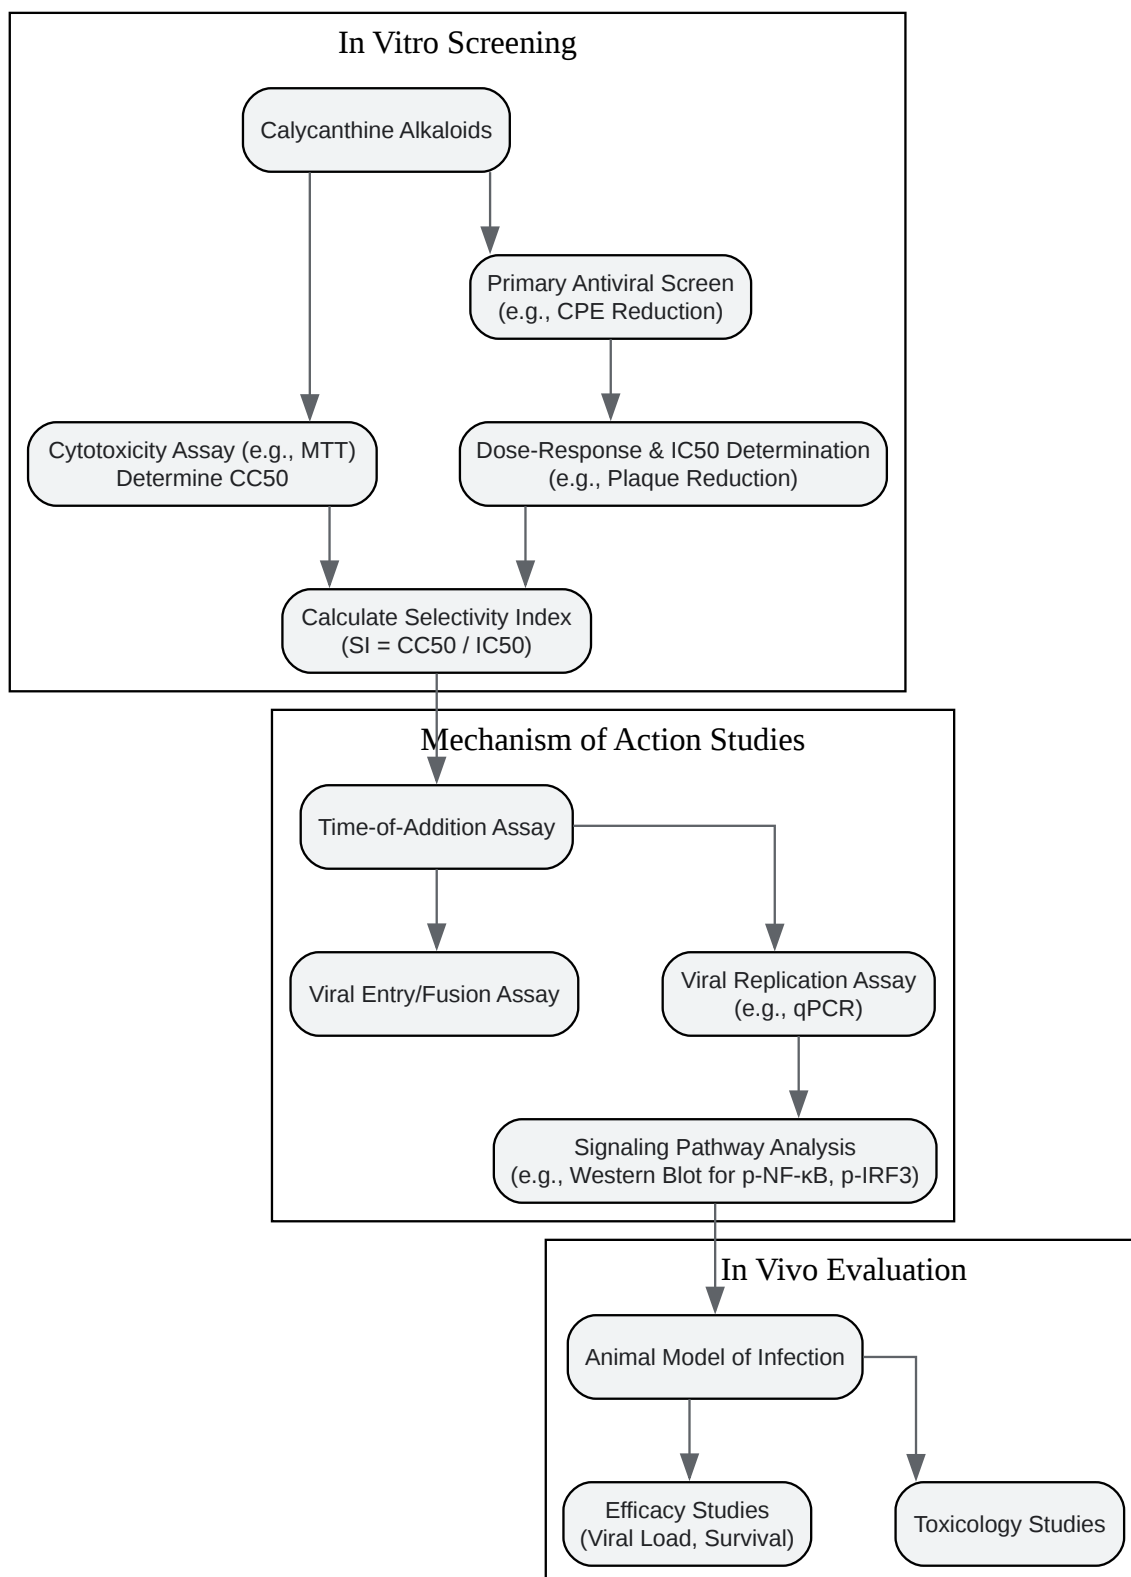 In Vitro Screening
Calycanthine Alkaloids
Primary Antiviral Screen
(e.g., CPE Reduction)
Cytotoxicity Assay (e.g., MTT)
Determine CC50
Dose-Response & IC50 Determination
(e.g., Plaque Reduction)
Calculate Selectivity Index
(SI = CC50 / IC50)
Mechanism of Action Studies
Time-of-Addition Assay
Viral Entry/Fusion Assay
Viral Replication Assay
(e.g., qPCR)
Signaling Pathway Analysis
(e.g., Western Blot for p-NF-κB, p-IRF3)
In Vivo Evaluation
Animal Model of Infection
Efficacy Studies
(Viral Load, Survival)
Toxicology Studies